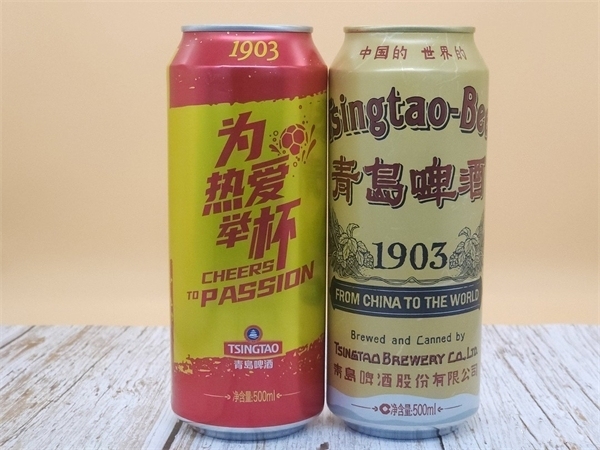 1903
为
热爱
举杯
CHEERS
TO PASSION
TSINGTAO
青岛啤酒
净含量:500ml
中国的 世界的
Tsingtao-Bee
青島啤酒
1903
FROM CHINA TO THE WORLD
Brewed and Canned by
TSINGTAO BREWERY CO., LTD.
青島啤酒股份有限公司
净含量:500ml